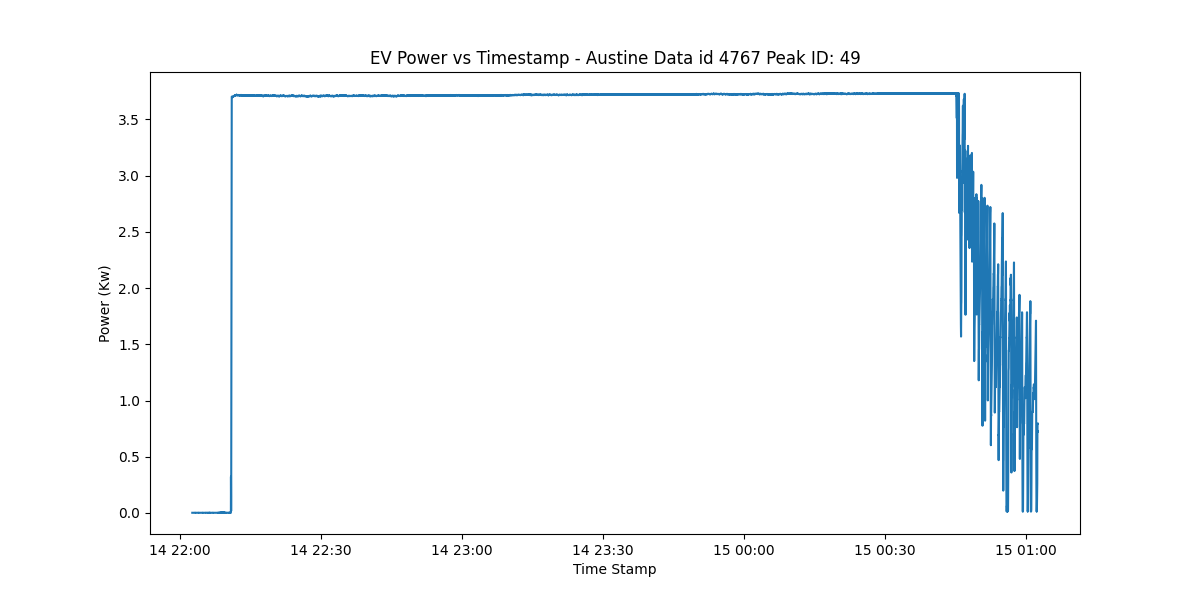 EV Power vs Timestamp - Austine Data id 4767 Peak ID: 49
Power (Kw)
3.5
3.0
2.5
2.0
1.5
1.0
0.5
0.0
14 22:00 14 22:30 14 23:00 14 23:30 15 00:00 15 00:30 15 01:00
Time Stamp